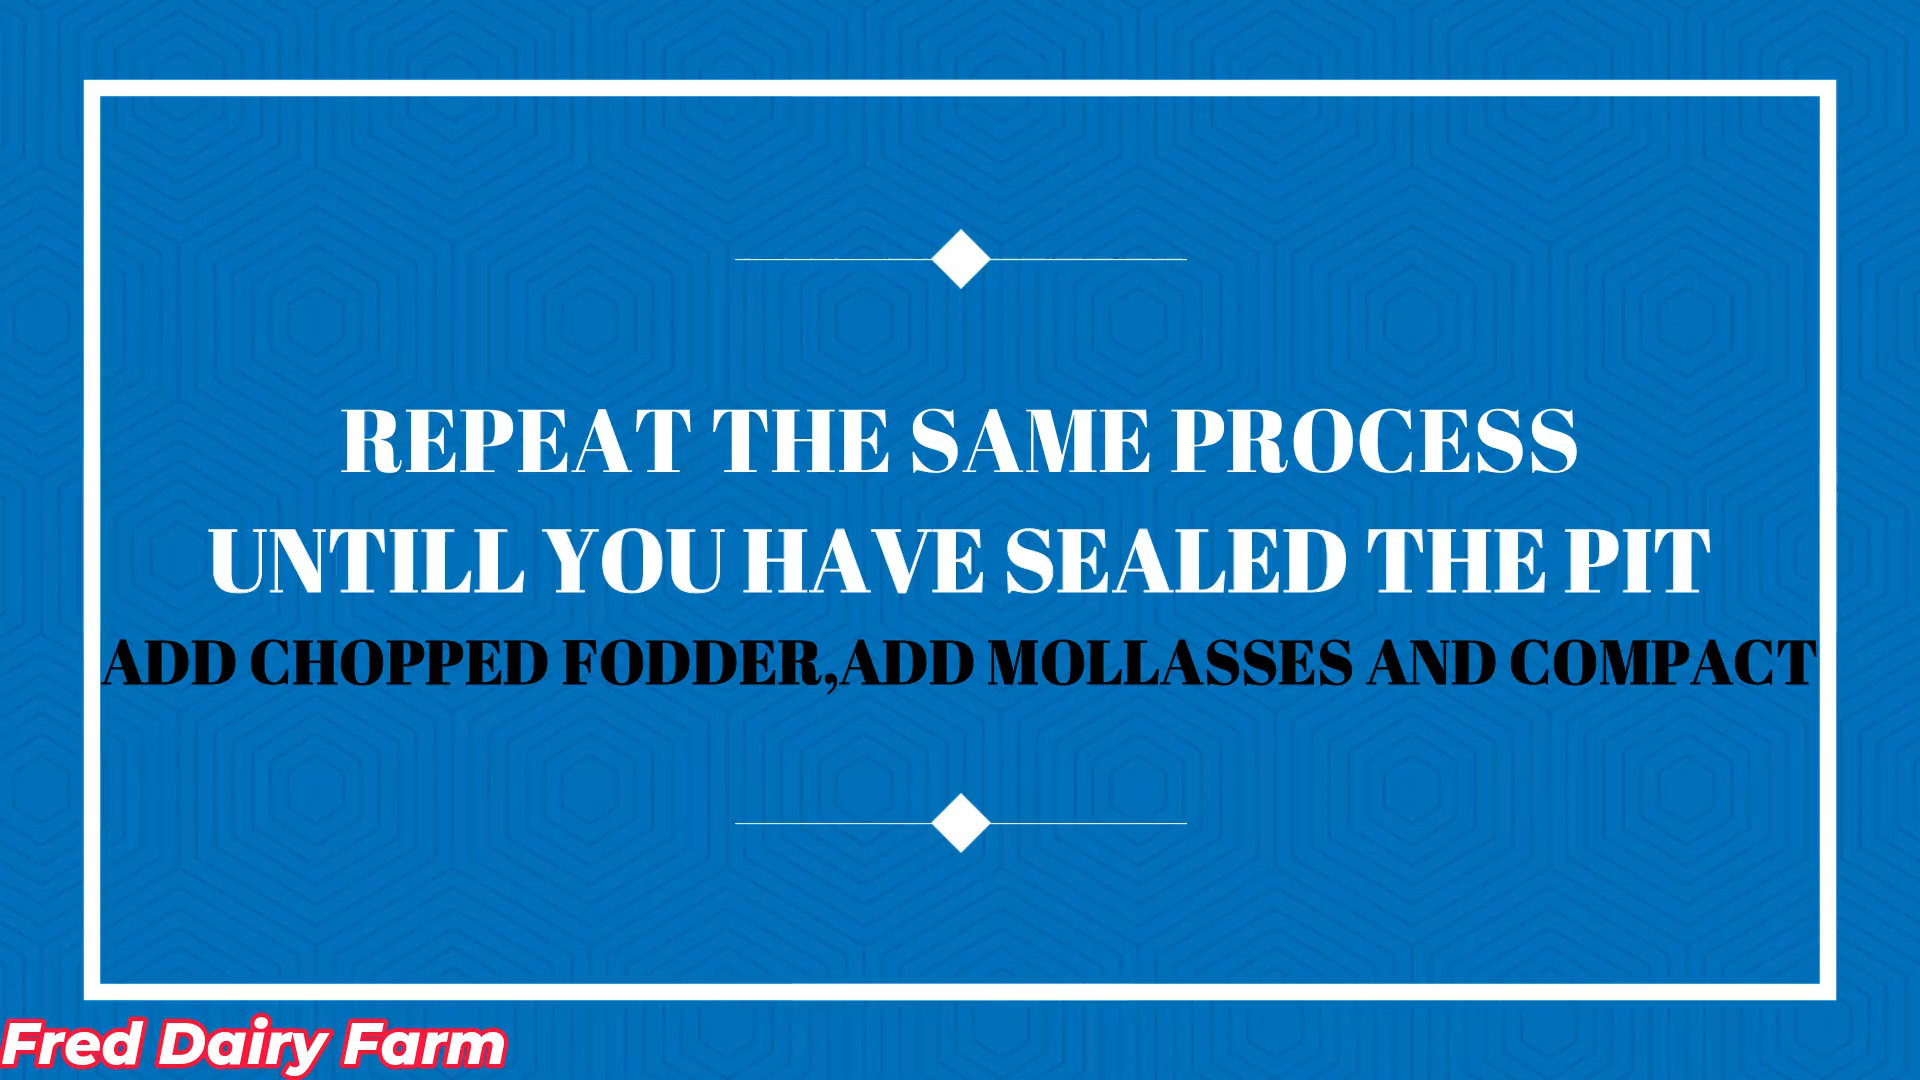 REPEAT THE SAME PROCESS
UNTILL YOU HAVE SEALED THE PIT
ADD CHOPPED FODDER,ADD MOLLASSES AND COMPACT
Fred Dairy Farm